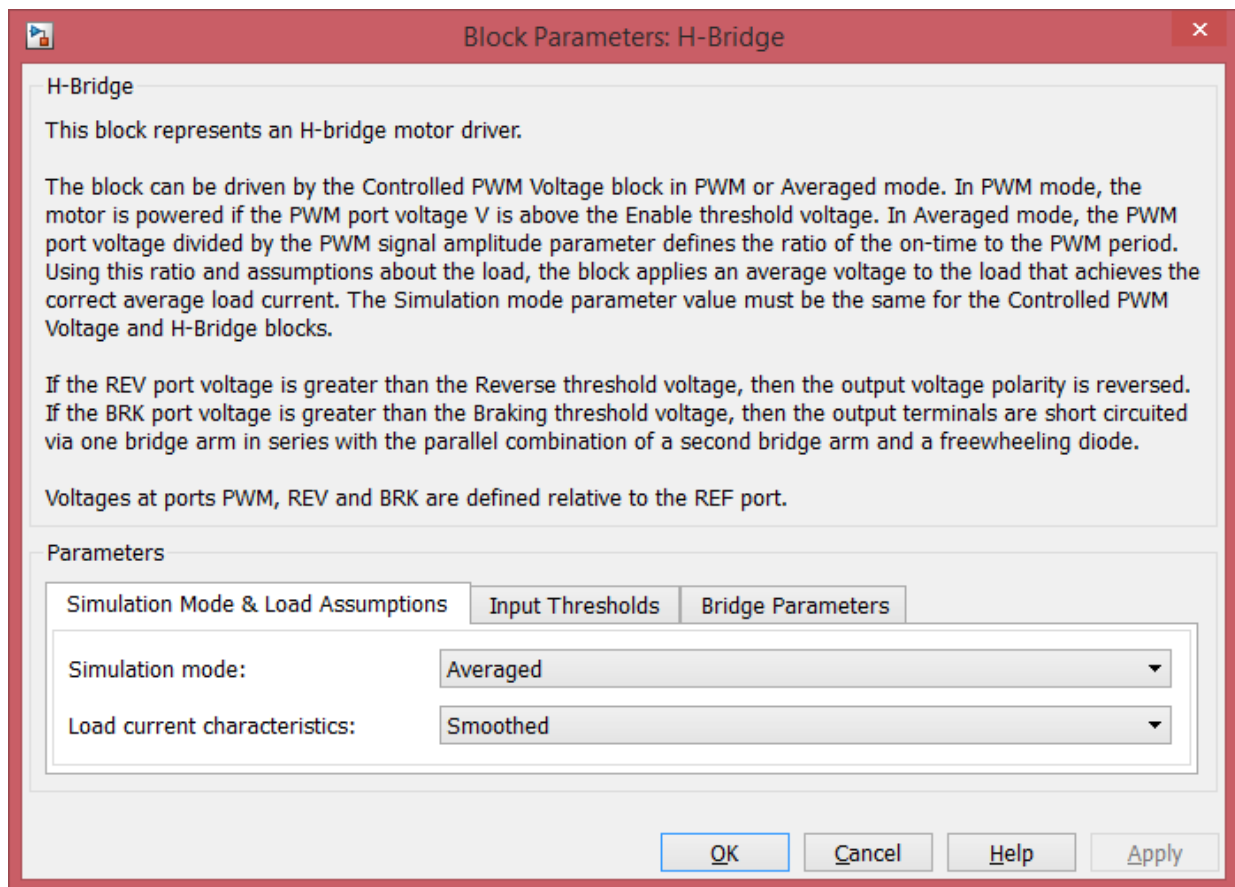 Block Parameters: H-Bridge
H-Bridge
This block represents an H-bridge motor driver.
The block can be driven by the Controlled PWM Voltage block in PWM or Averaged mode. In PWM mode, the
motor is powered if the PWM port voltage V is above the Enable threshold voltage. In Averaged mode, the PWM
port voltage divided by the PWM signal amplitude parameter defines the ratio of the on-time to the PWM period.
Using this ratio and assumptions about the load, the block applies an average voltage to the load that achieves the
correct average load current. The Simulation mode parameter value must be the same for the Controlled PWM
Voltage and H-Bridge blocks.
If the REV port voltage is greater than the Reverse threshold voltage, then the output voltage polarity is reversed.
If the BRK port voltage is greater than the Braking threshold voltage, then the output terminals are short circuited
via one bridge arm in series with the parallel combination of a second bridge arm and a freewheeling diode.
Voltages at ports PWM, REV and BRK are defined relative to the REF port.
Parameters
Simulation Mode & Load Assumptions Input Thresholds Bridge Parameters
Simulation mode: Averaged
Load current characteristics: Smoothed
OK Cancel Help Apply